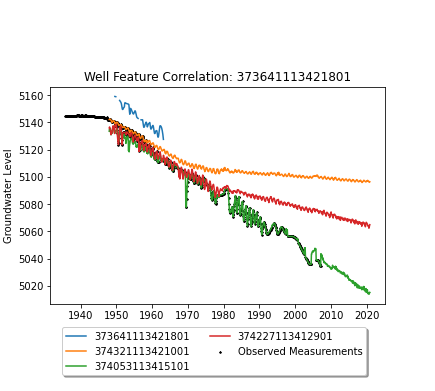 Well Feature Correlation: 373641113421801
5160
5140
5120
5100
5080
5060
5040
5020
Groundwater Level
1940 1950 1960 1970 1980 1990 2000 2010 2020
373641113421801 374227113412901
374321113421001 Observed Measurements
374053113415101